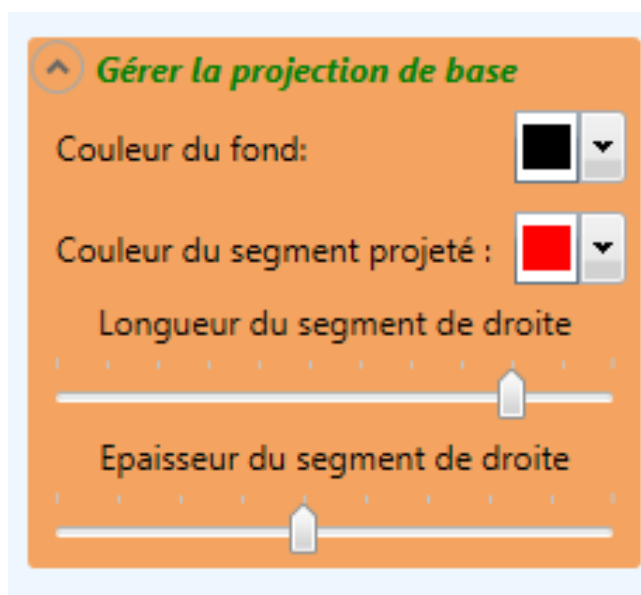 Gérer la projection de base
Couleur du fond:
Couleur du segment projeté :
Longueur du segment de droite
Epaisseur du segment de droite